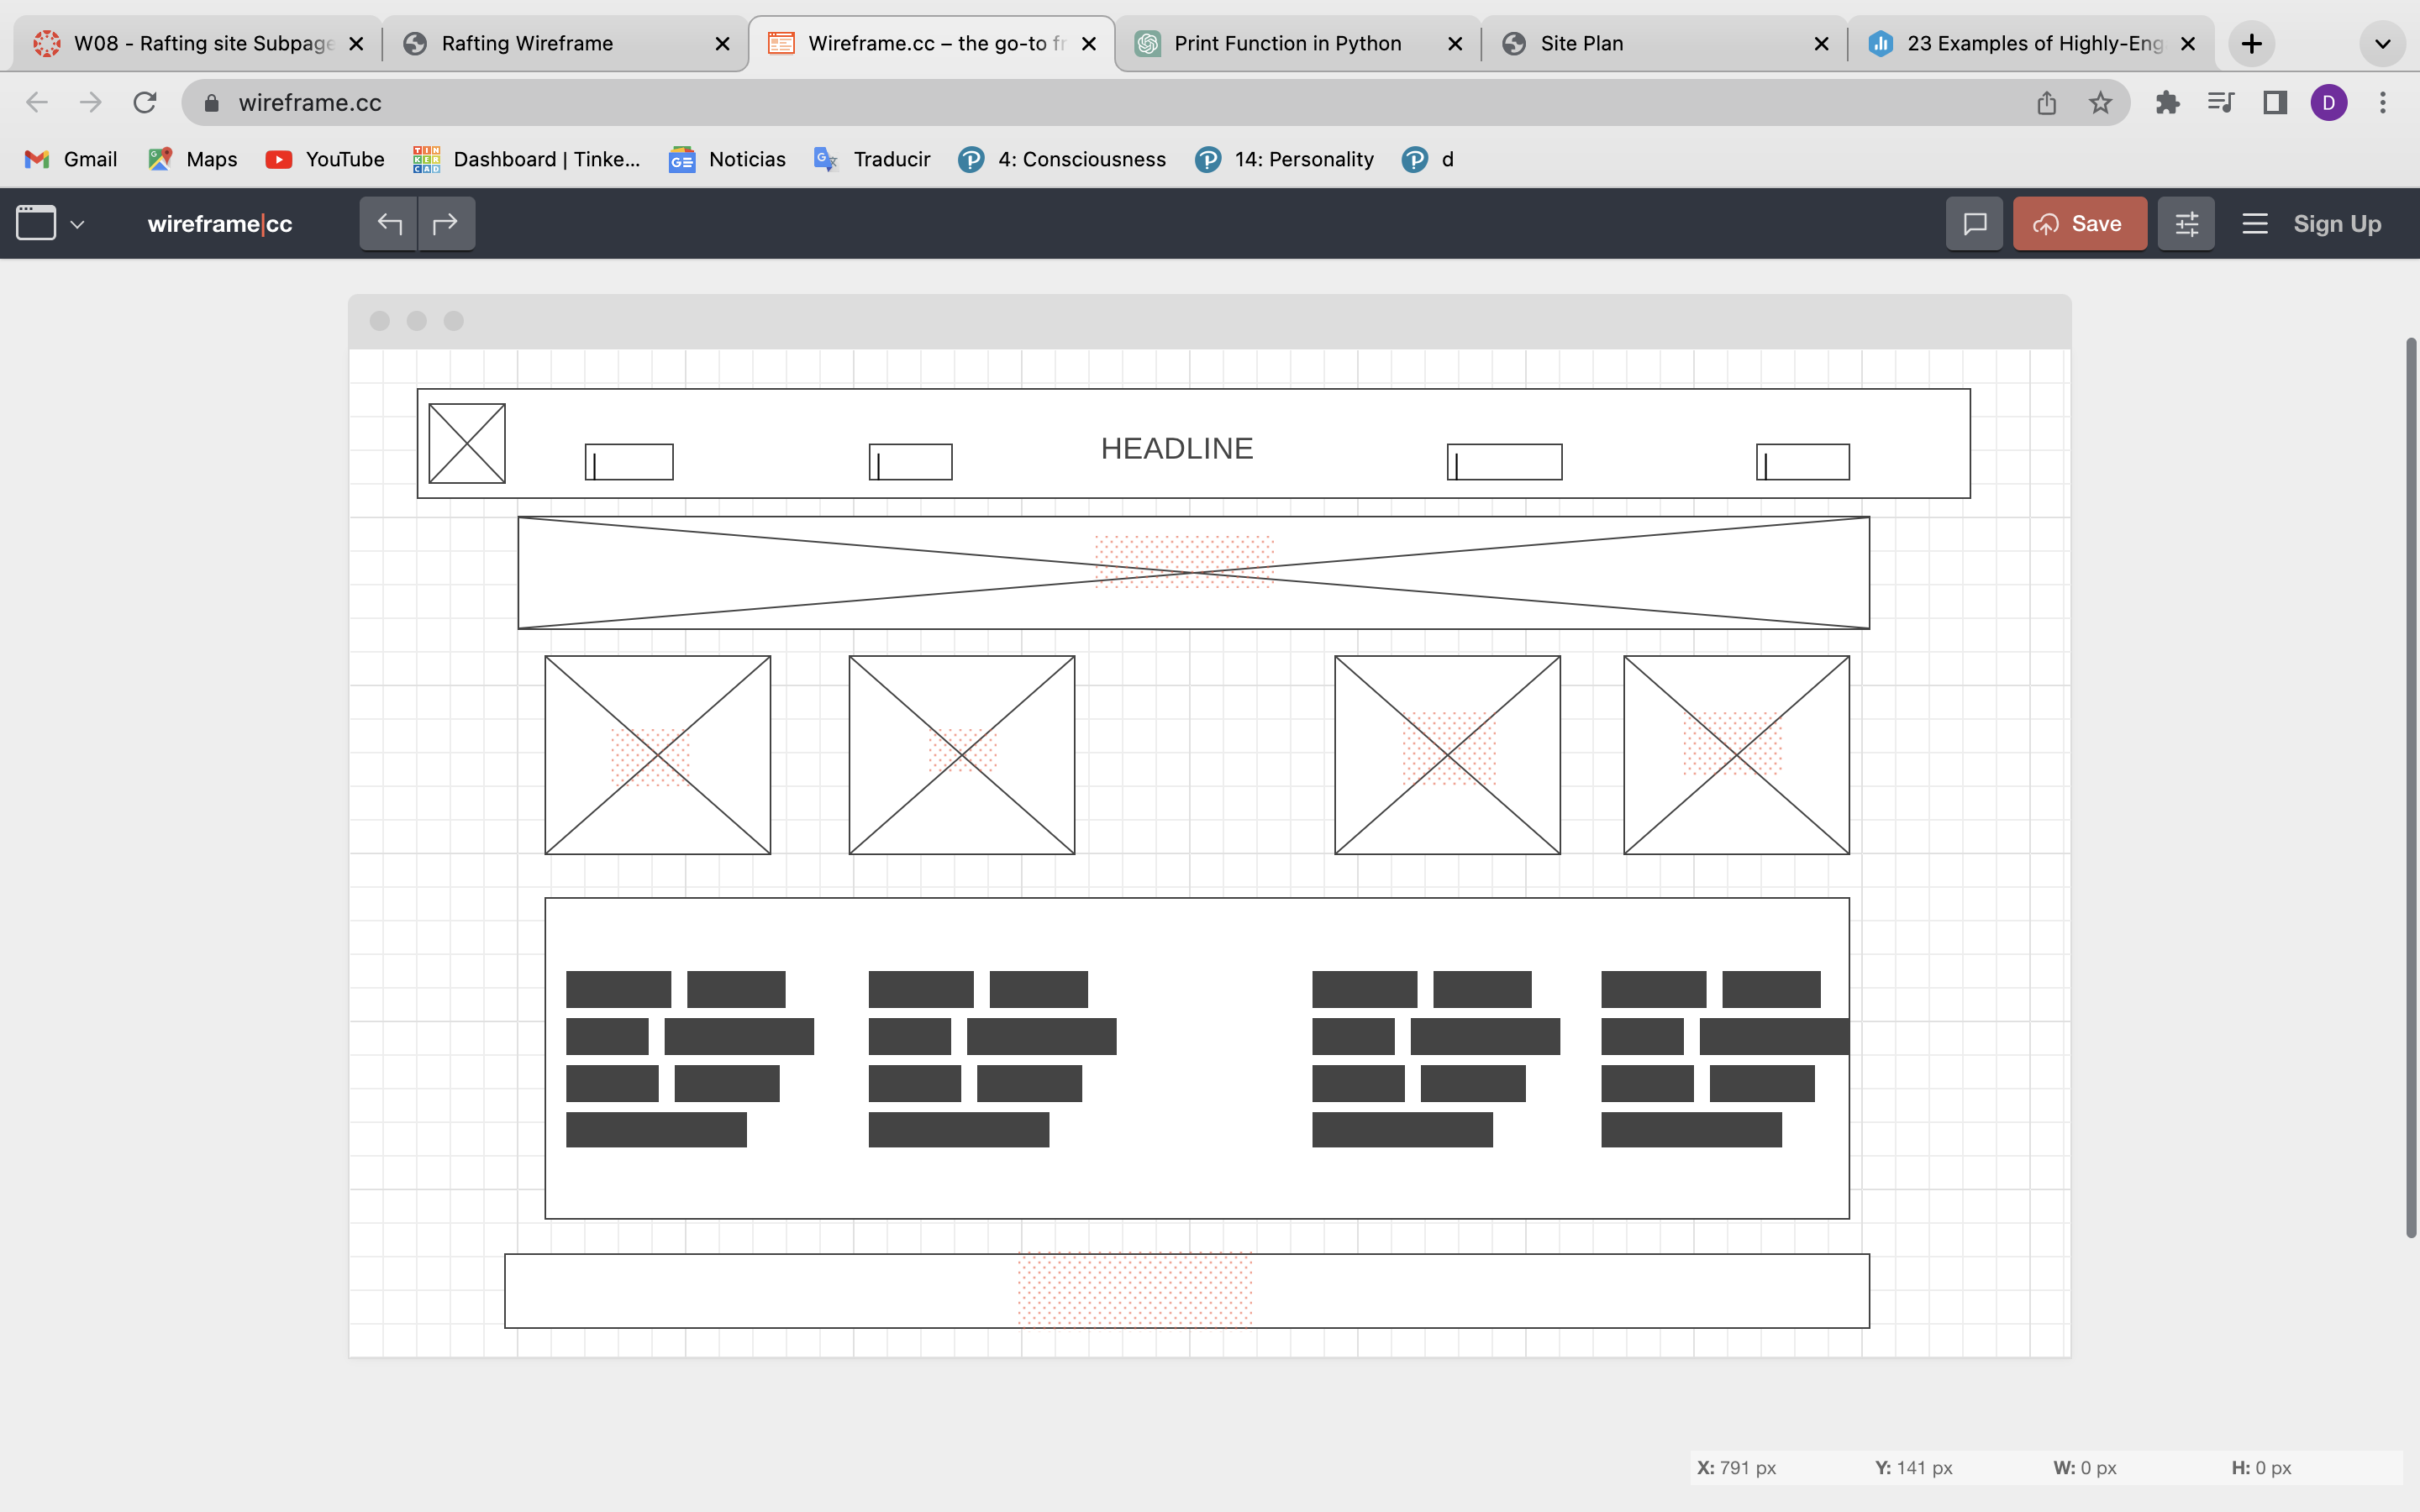 W08 - Rafting site Subpage
Rafting Wireframe
Wireframe.cc – the go-to fr
Print Function in Python
Site Plan
23 Examples of Highly-Eng
wireframe.cc
D
Gmail
Maps
YouTube
Dashboard | Tinke...
Noticias
Traducir
4: Consciousness
14: Personality
d
wireframe|cc
Save
Sign Up
HEADLINE
X: 791 px
Y: 141 px
W: 0 px
H: 0 px